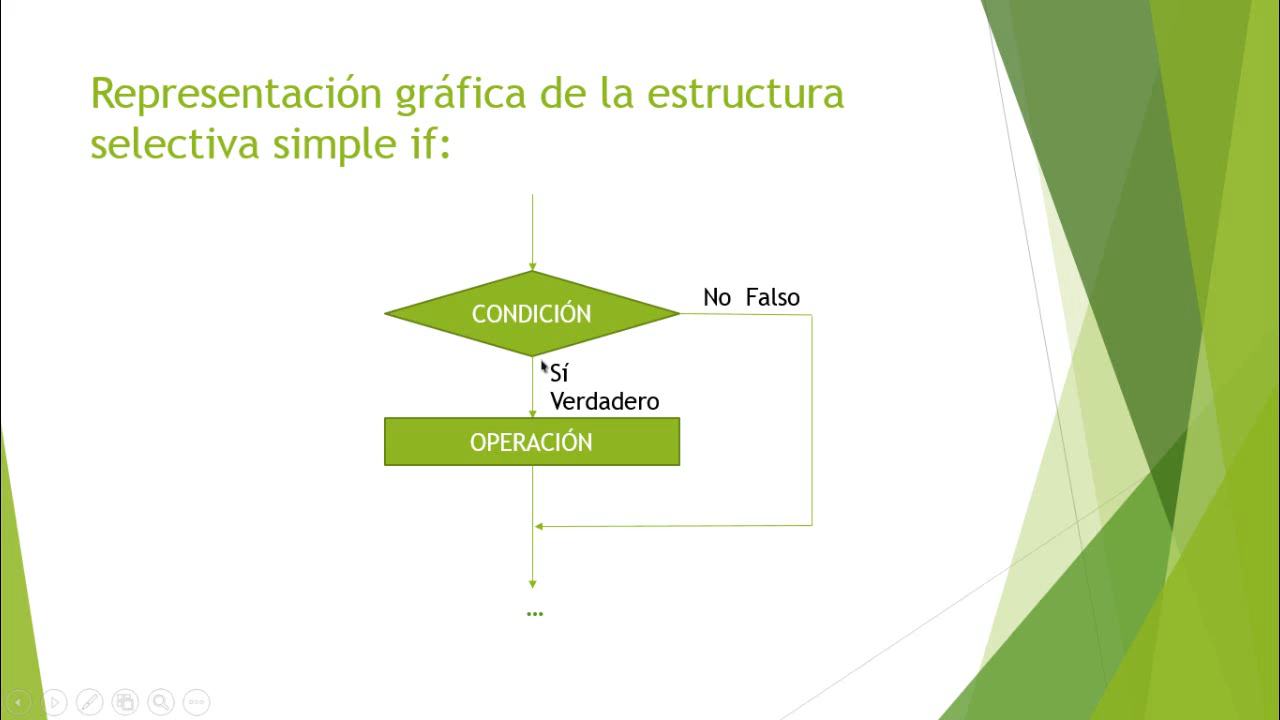 Representación gráfica de la estructura
selectiva simple if:
CONDICIÓN
No Falso
Sí
Verdadero
OPERACIÓN
...